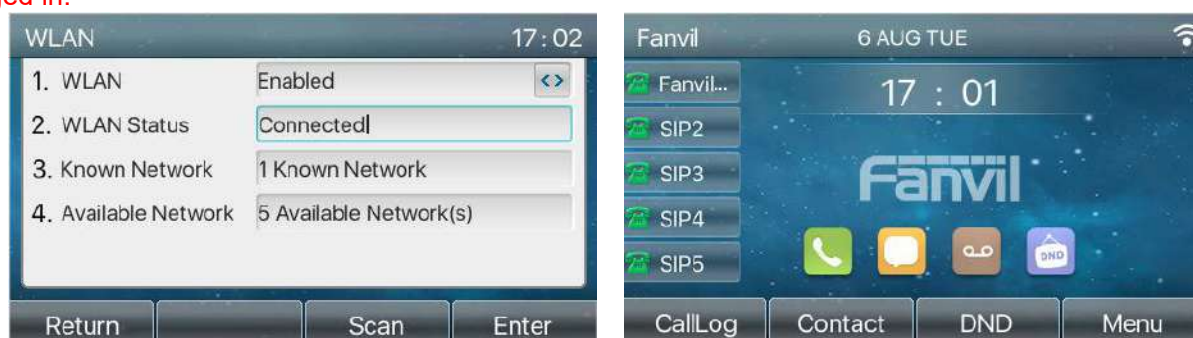 WLAN 17:02
1. WLAN Enabled
2. WLAN Status Connected
3. Known Network 1 Known Network
4. Available Network 5 Available Network(s)
Return Scan Enter
Fanvil 6 AUG TUE
17 : 01
Fanvil...
SIP2
SIP3
SIP4
SIP5
Fanvil
DND
CallLog Contact DND Menu